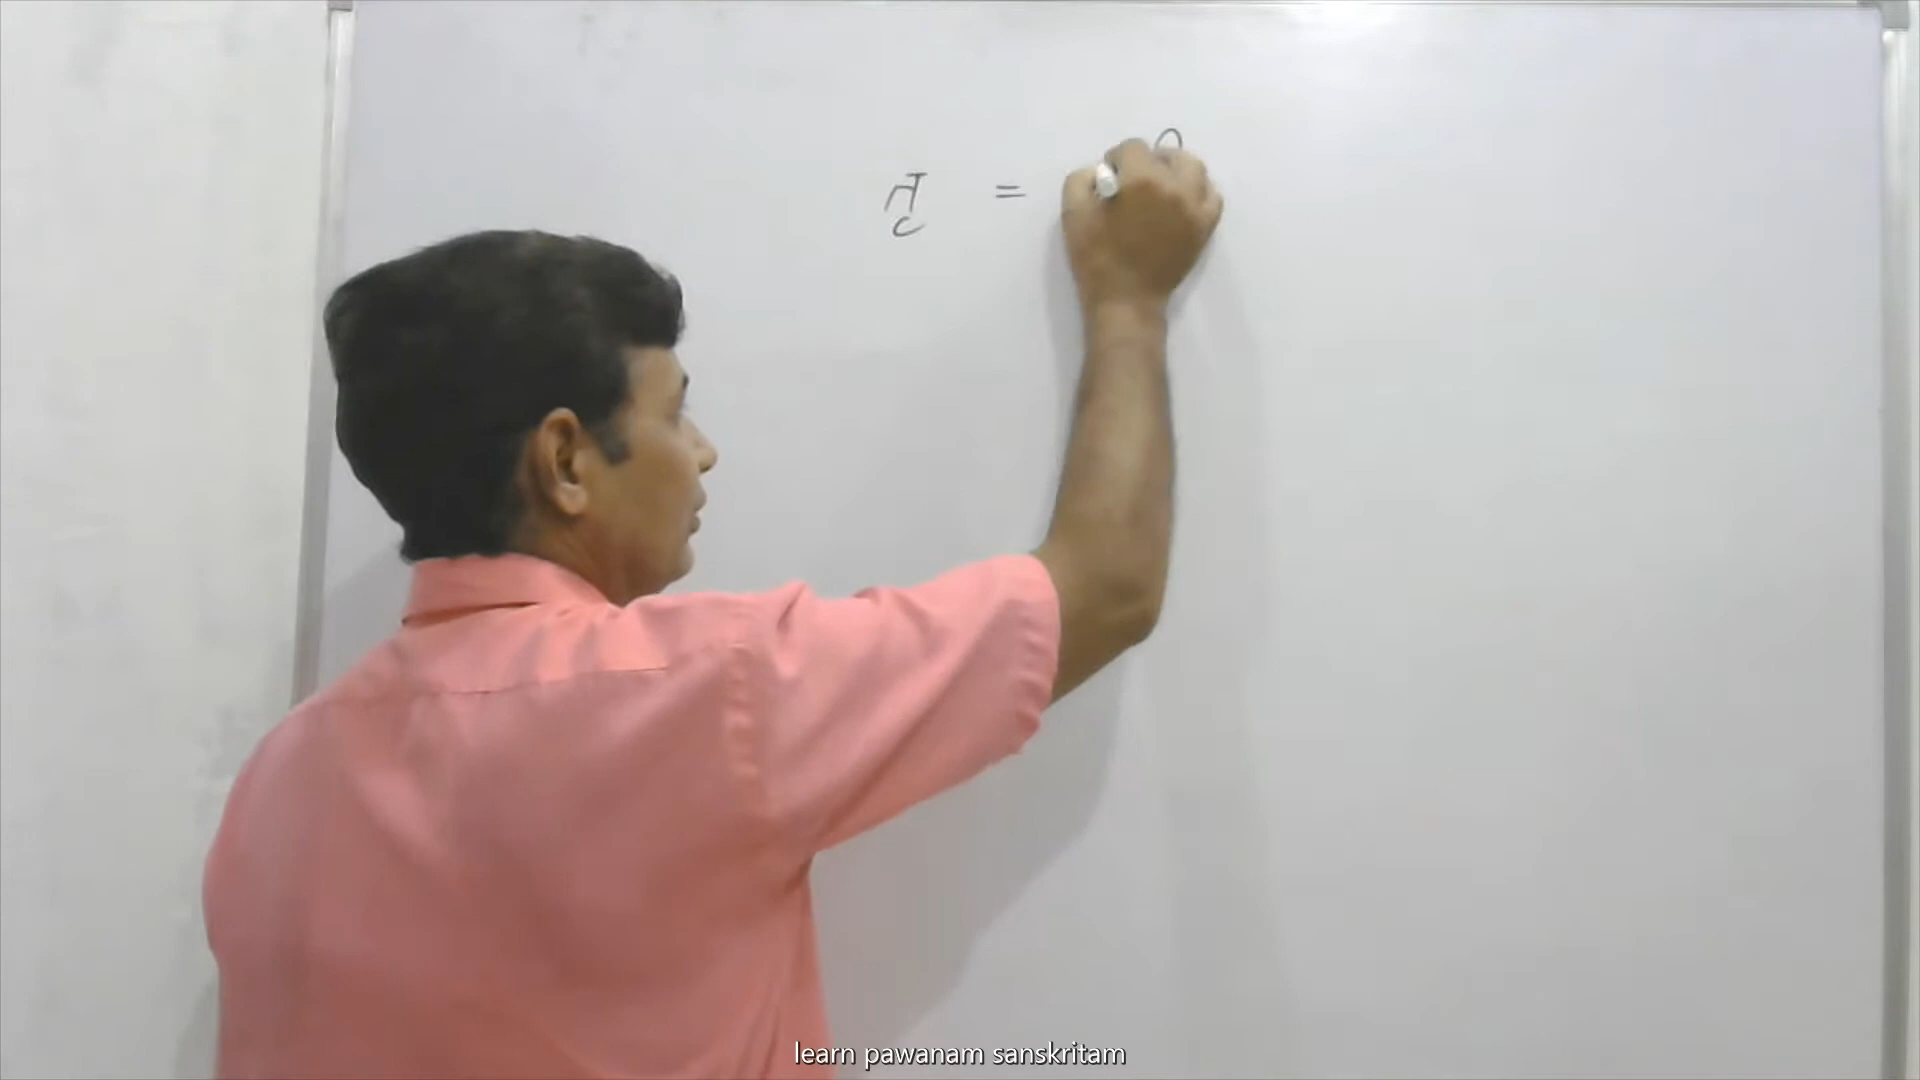 तु =
learn pawanam sanskritam